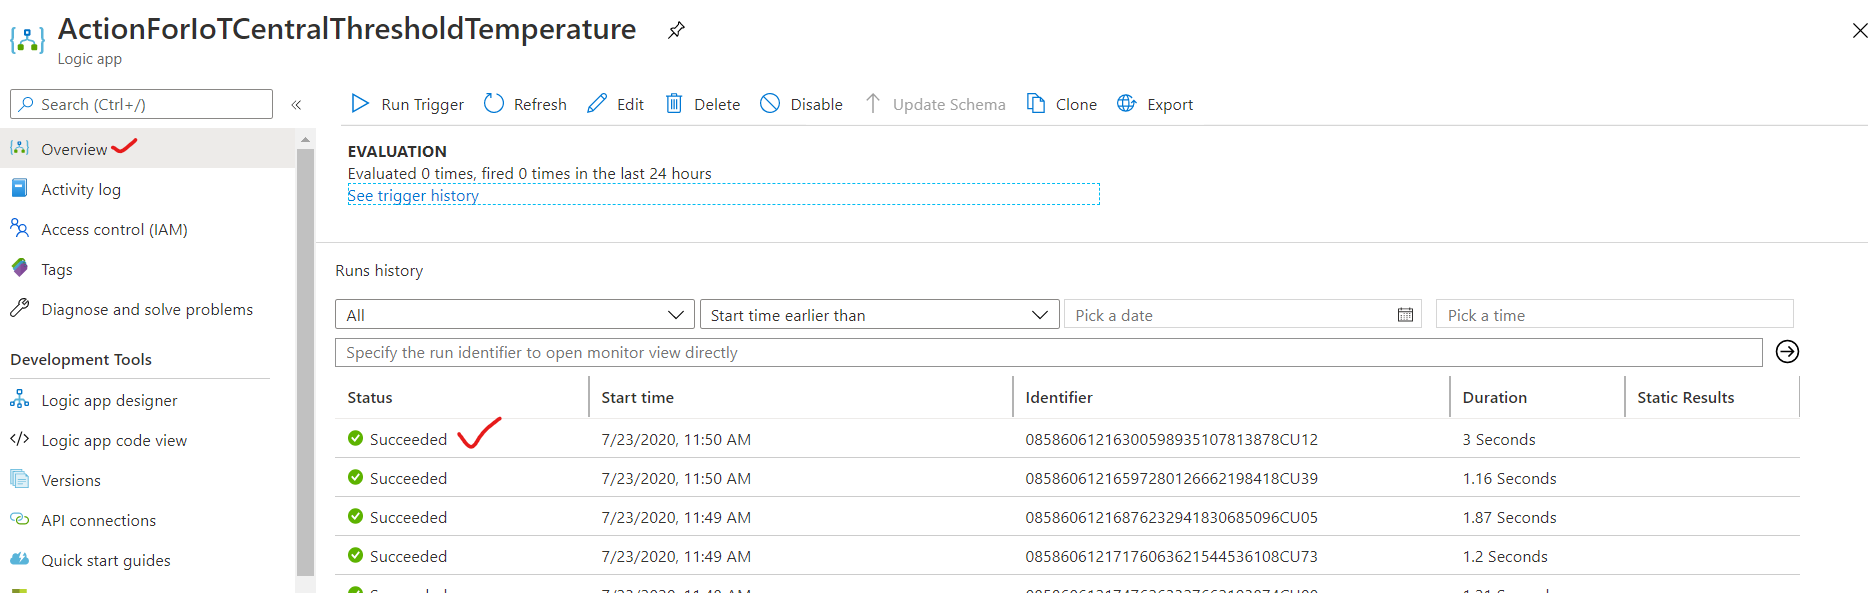 ActionForIoTCentralThresholdTemperature
Logic app
Search (Ctrl+/)
«
Run Trigger Refresh Edit Delete Disable Update Schema Clone Export
Overview
Activity log
Access control (IAM)
Tags
Diagnose and solve problems
Development Tools
Logic app designer
Logic app code view
Versions
API connections
Quick start guides
EVALUATION
Evaluated 0 times, fired 0 times in the last 24 hours
See trigger history
Runs history
All Start time earlier than Pick a date Pick a time
Specify the run identifier to open monitor view directly
Status Start time Identifier Duration Static Results
Succeeded 7/23/2020, 11:50 AM 08586061216300598935107813878CU12 3 Seconds
Succeeded 7/23/2020, 11:50 AM 08586061216597280126662198418CU39 1.16 Seconds
Succeeded 7/23/2020, 11:49 AM 08586061216876232941830685096CU05 1.87 Seconds
Succeeded 7/23/2020, 11:49 AM 08586061217176063621544536108CU73 1.2 Seconds